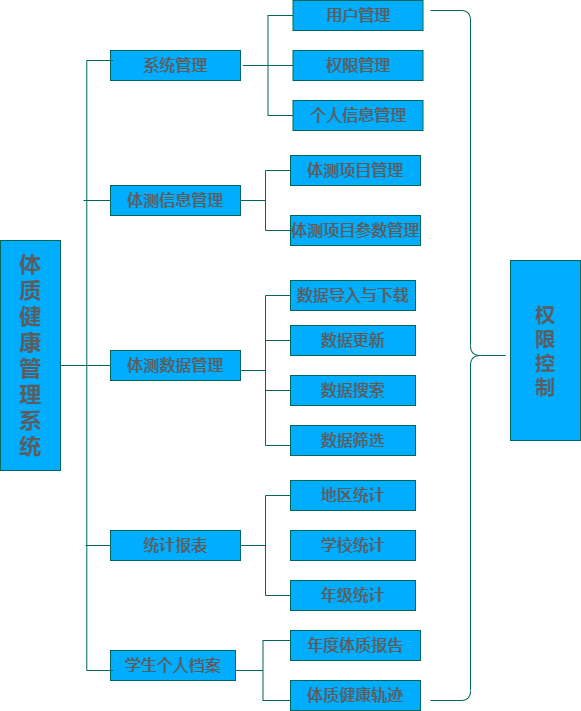 体质健康管理系统
系统管理
用户管理
权限管理
个人信息管理
体测信息管理
体测项目管理
体测项目参数管理
体测数据管理
数据导入与下载
数据更新
数据搜索
数据筛选
统计报表
地区统计
学校统计
年级统计
学生个人档案
年度体质报告
体质健康轨迹
权限控制